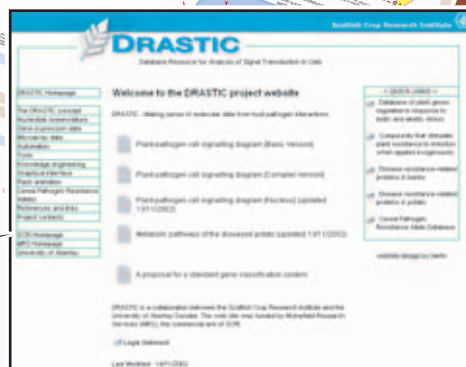 Scottish Crop Research Institute
DRASTIC
Database Resource for Analysis of Signal Transduction in Cells
DRASTIC Homepage
The DRASTIC concept
Nucleotide nomenclature
Gene expression data
Microarray data
Automation
Tools
Knowledge engineering
Graphical interface
Plant animation
Cereal Pathogen Resistance
Alleles
References and links
Project contacts
SCRI Homepage
MRS Homepage
University of Abertay
Welcome to the DRASTIC project website
DRASTIC - Making sense of molecular data from host-pathogen interactions
Plant-pathogen cell signalling diagram (Basic Version)
Plant-pathogen cell signalling diagram (Complex Version)
Plant-pathogen cell signalling diagram (Nucleus) (updated
13/11/2002)
Metabolic pathways of the diseased potato (updated 13/11/2002)
A proposal for a standard gene classification system
DRASTIC is a collaboration between the Scottish Crop Research Institute and the
University of Abertay Dundee. The web site was funded by Mylnefield Research
Services (MRS), the commercial arm of SCRI.
Legal statement
Last Modified: 14/11/2002
QUICK LINKS
Database of plant genes
regulated in response to
biotic and abiotic stress
Compounds that stimulate
plant resistance to infection
when applied exogenously
Disease resistance-related
proteins in barley
Disease resistance-related
proteins in potato
Cereal Pathogen
Resistance Allele Database
website design by